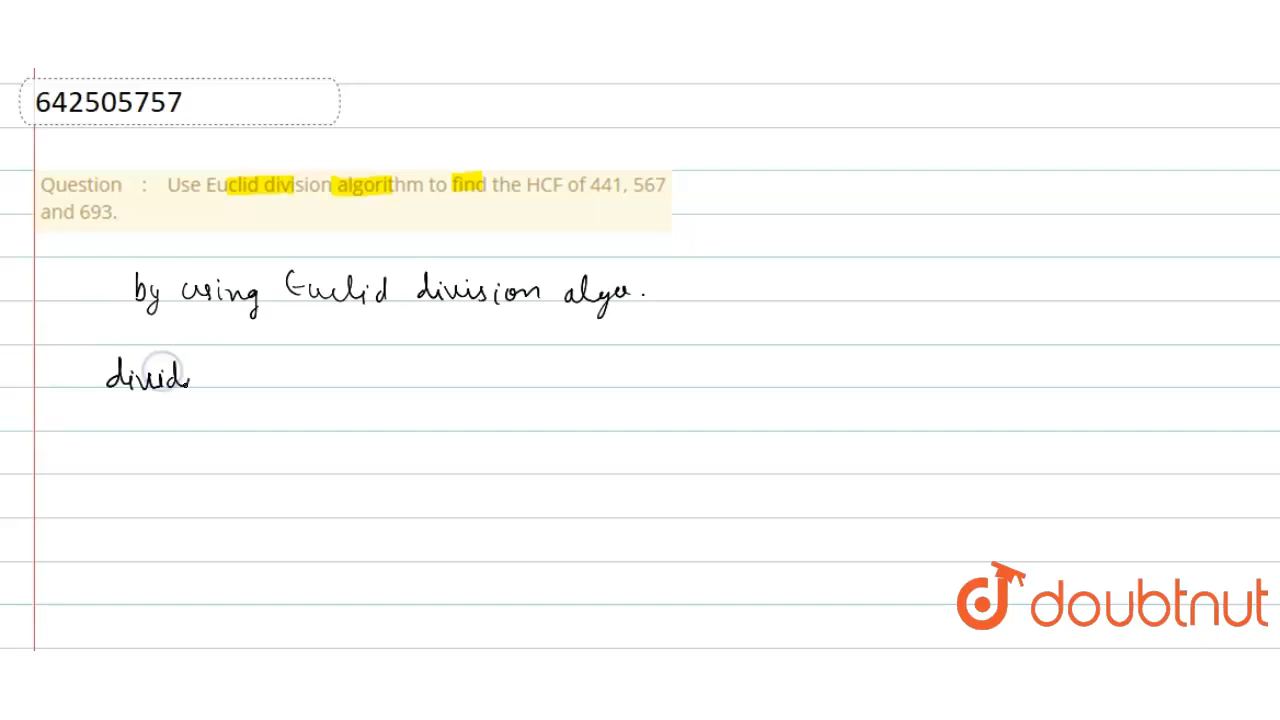 642505757
Question : Use Euclid division algorithm to find the HCF of 441, 567
and 693.
by using Euclid division algo.
divid
doubtnut